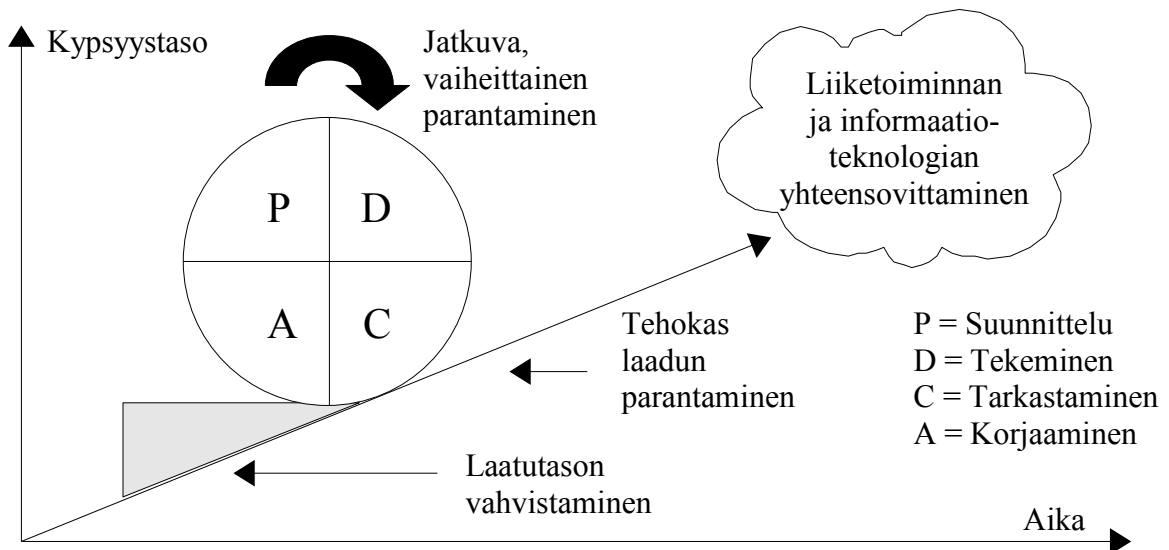 Kypsyystaso
Jatkuva,
vaiheittainen
parantaminen
Liiketoiminnan
ja informaatio-
teknologian
yhteensovittaminen
P
D
A
C
Tehokas
laadun
parantaminen
P = Suunnittelu
D = Tekeminen
C = Tarkastaminen
A = Korjaaminen
Laatutason
vahvistaminen
Aika